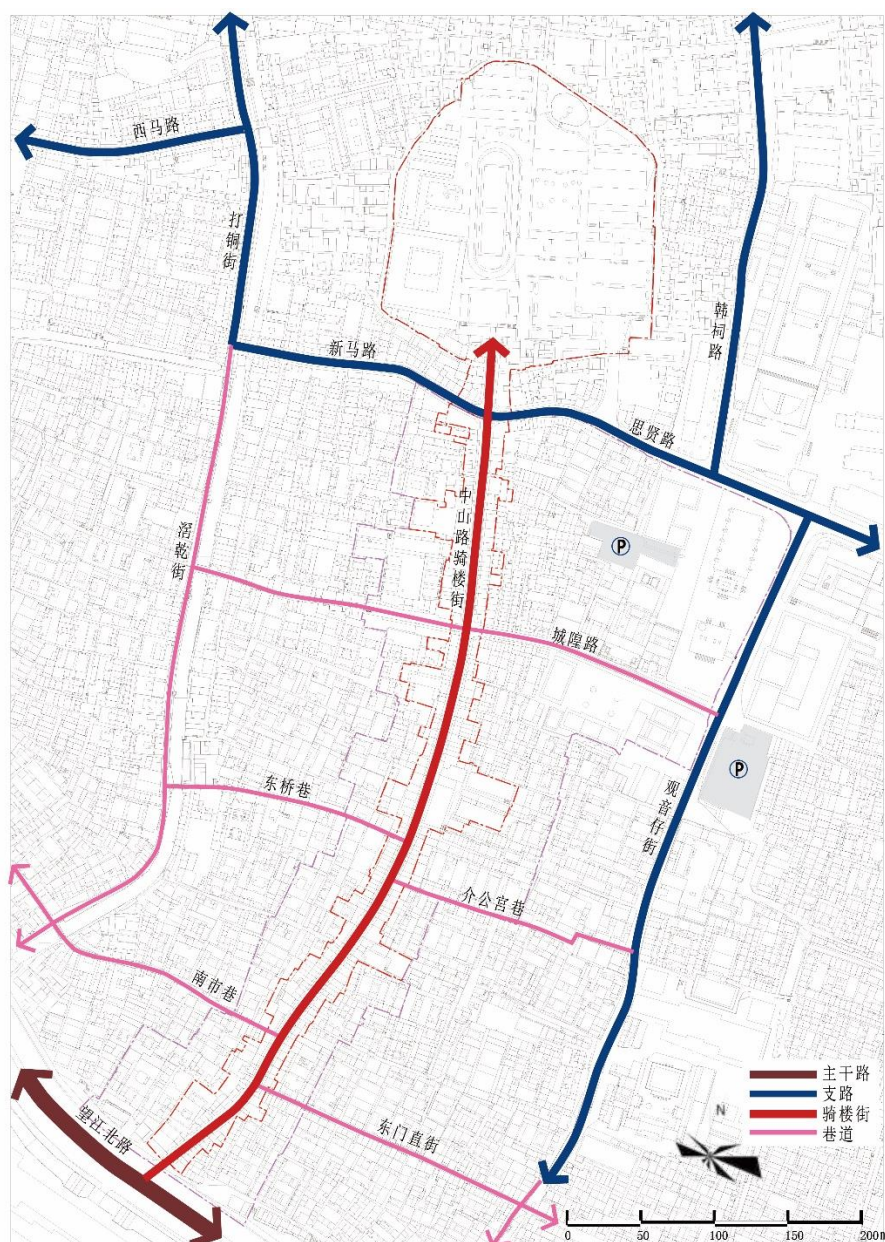 西马路
打铜街
新马路
韩祠路
思贤路
中山路骑楼街
滘乾街
P
城隍路
P
东桥巷
观音仔街
介公宫巷
南市巷
望江北路
东门直街
主干路
支路
骑楼街
巷道
N
0 50 100 150 200m